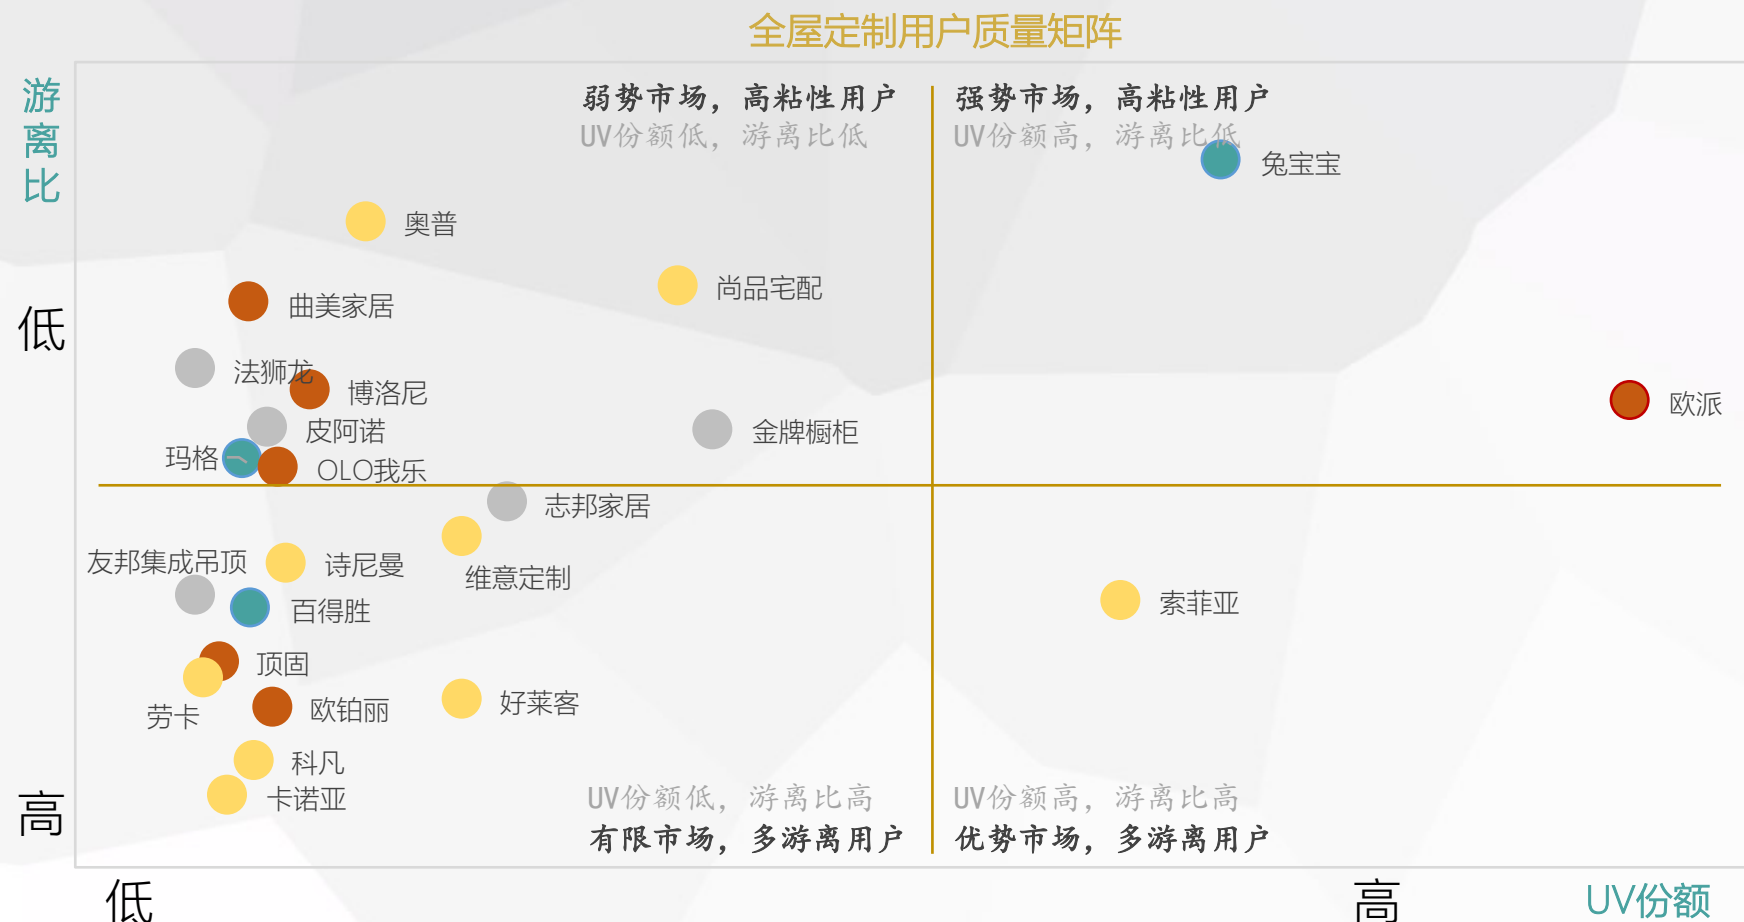 全屋定制用户质量矩阵
游离比
弱势市场，高粘性用户
UV份额低，游离比低
强势市场，高粘性用户
UV份额高，游离比低
兔宝宝
奥普
尚品宅配
曲美家居
低
法狮龙
博洛尼
欧派
皮阿诺
金牌橱柜
玛格
OLO我乐
志邦家居
友邦集成吊顶
诗尼曼
维意定制
百得胜
索菲亚
顶固
劳卡
欧铂丽
好莱客
科凡
卡诺亚
高
UV份额低，游离比高
有限市场，多游离用户
UV份额高，游离比高
优势市场，多游离用户
低
高
UV份额